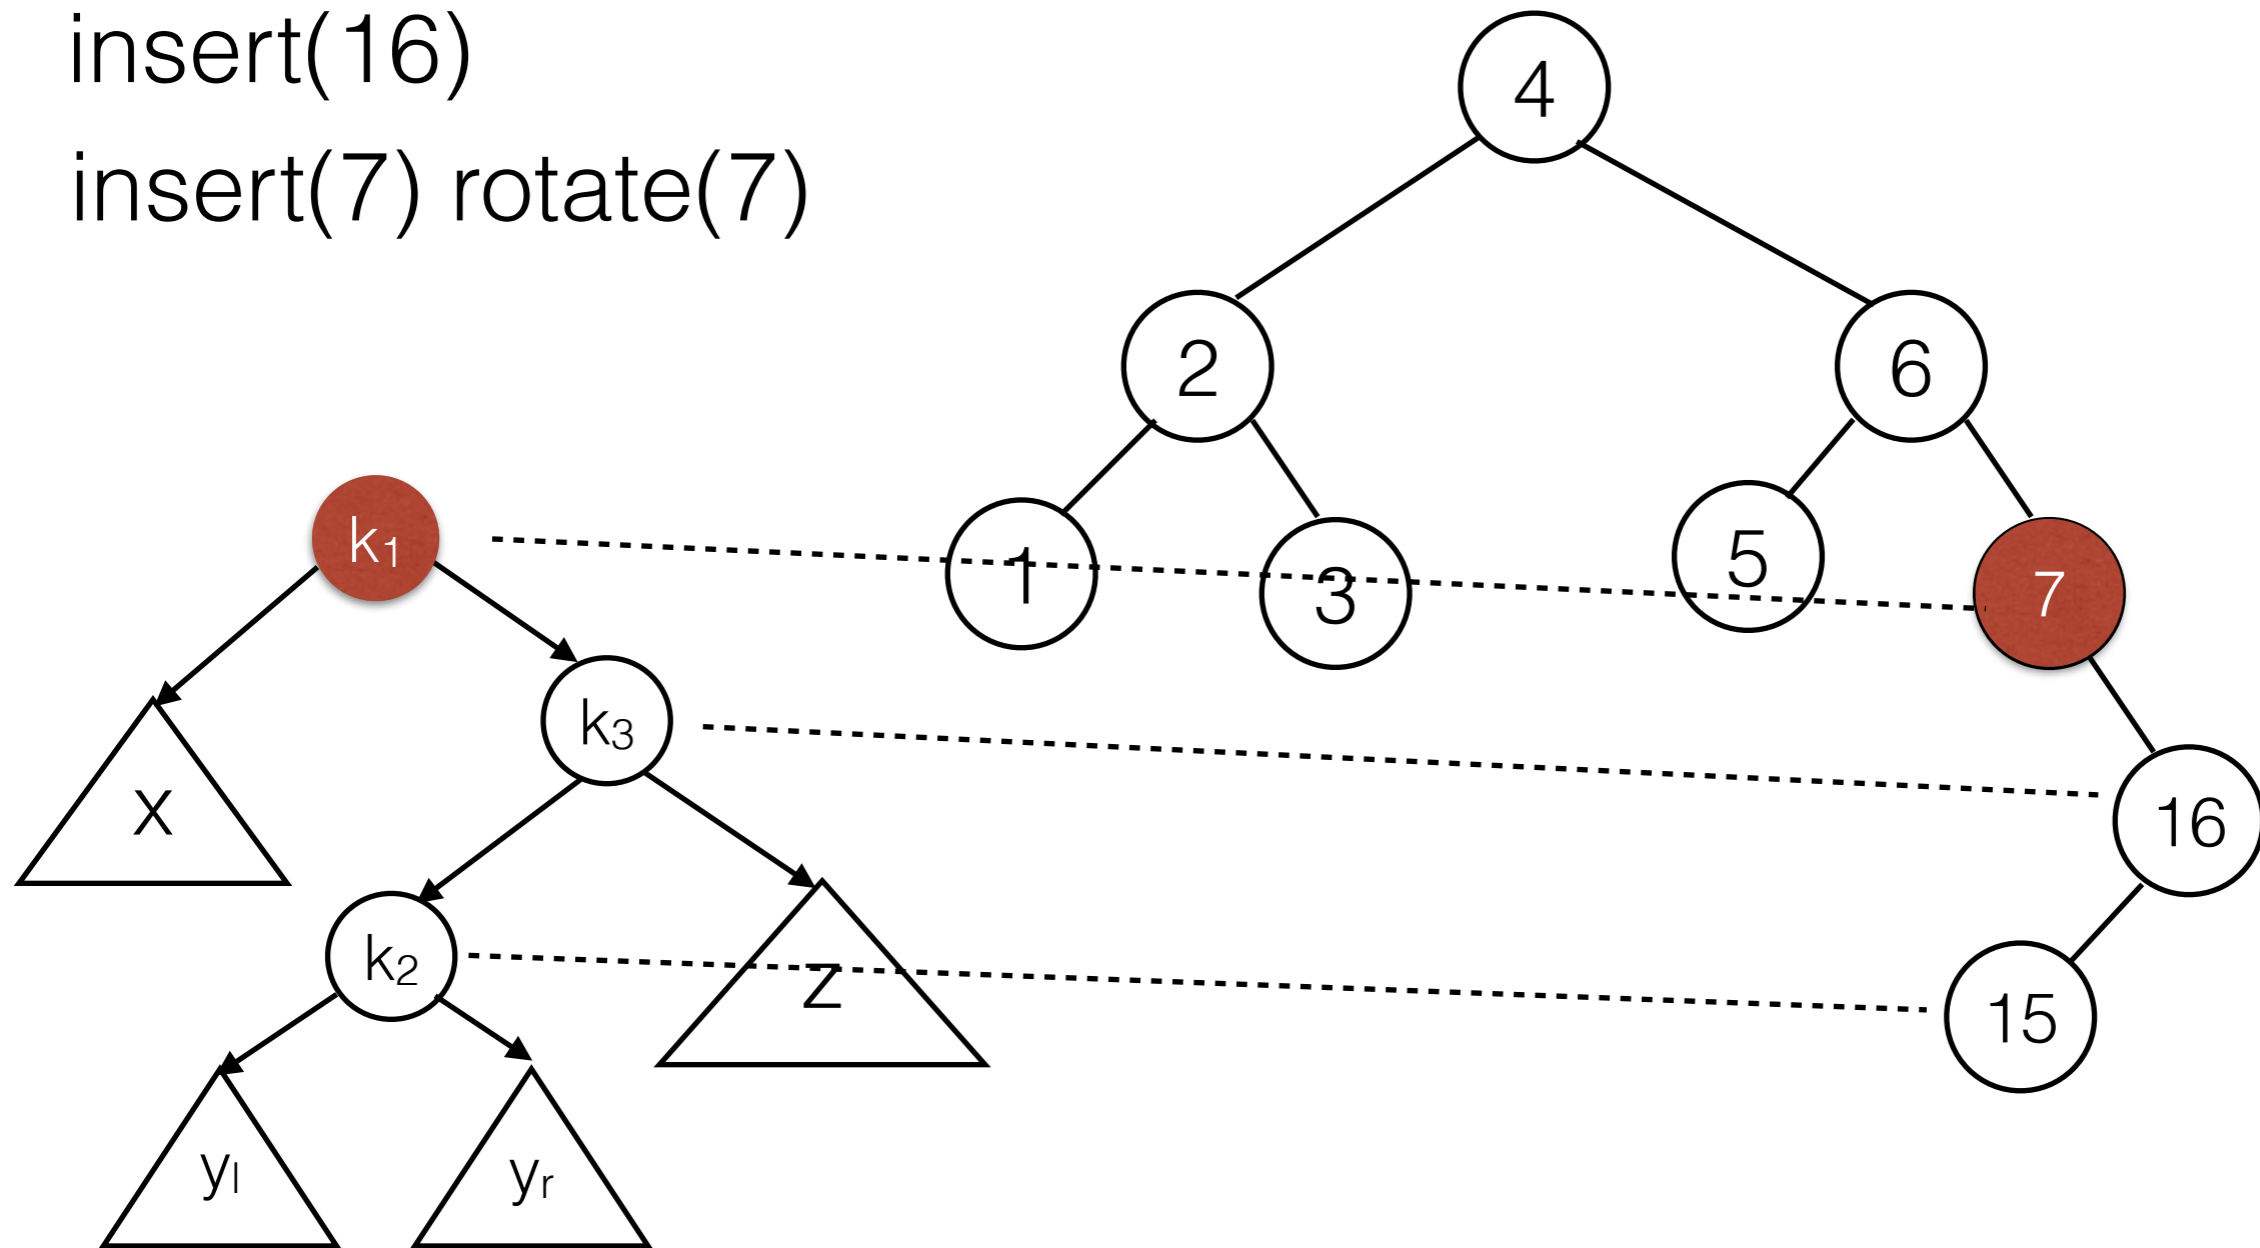 insert(16)
insert(7) rotate(7)
4
2
6
1
3
5
7
16
15
k₁
k₃
x
k₂
z
yₗ
yᵣ